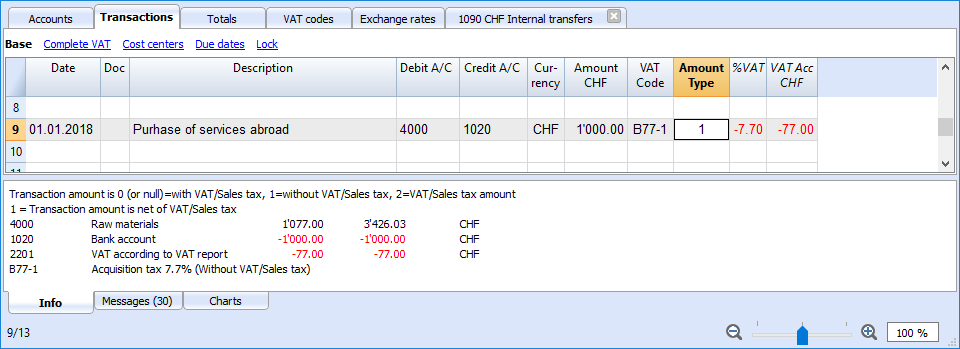 Accounts Transactions Totals VAT codes Exchange rates 1090 CHF Internal transfers
Base Complete VAT Cost centers Due dates Lock
Date Doc Description Debit A/C Credit A/C Cur-rency Amount CHF VAT Code Amount Type %VAT VAT Acc CHF
8
9 01.01.2018 Purhase of services abroad 4000 1020 CHF 1'000.00 B77-1 1 -7.70 -77.00
10
Transaction amount is 0 (or null)=with VAT/Sales tax, 1=without VAT/Sales tax, 2=VAT/Sales tax amount
1 = Transaction amount is net of VAT/Sales tax
4000 Raw materials 1'077.00 3'426.03 CHF
1020 Bank account -1'000.00 -1'000.00 CHF
2201 VAT according to VAT report -77.00 -77.00 CHF
B77-1 Acquisition tax 7.7% (Without VAT/Sales tax)
Info Messages (30) Charts
9/13 100 %